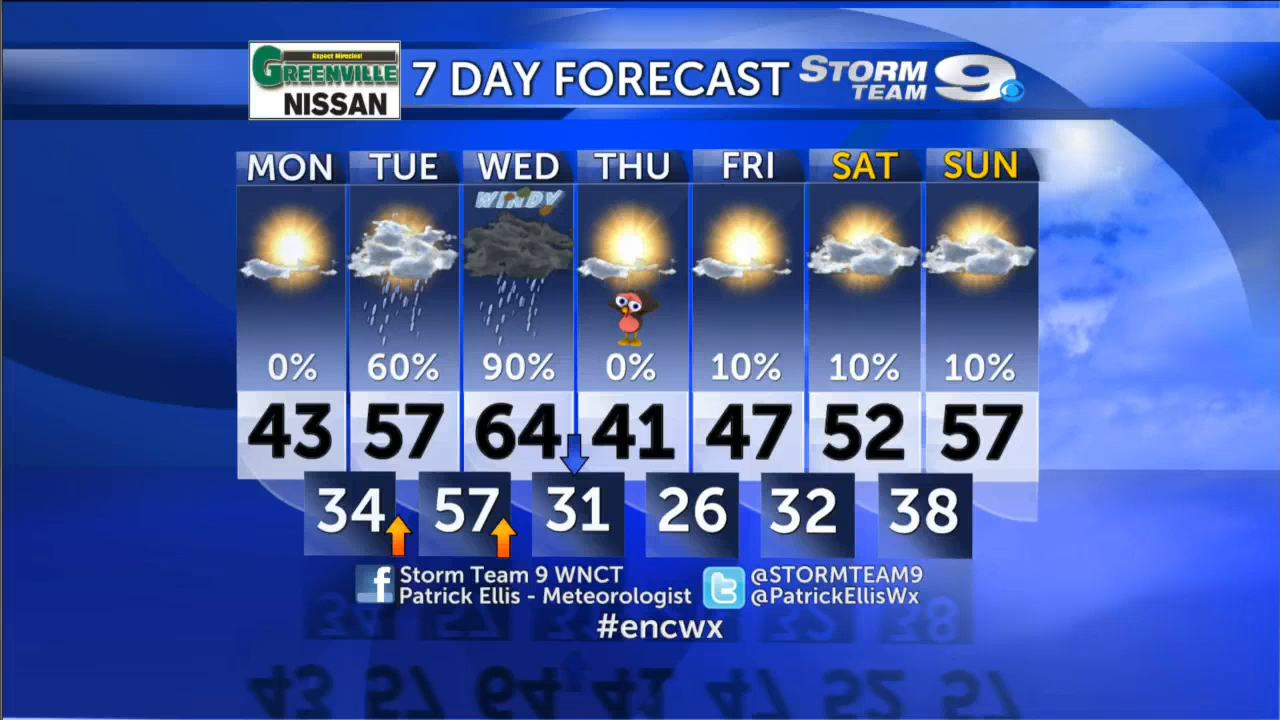 Expect Miracles!
GREENVILLE
NISSAN
7 DAY FORECAST
STORM
TEAM
9
MON TUE WED THU FRI SAT SUN
WINDY
0% 60% 90% 0% 10% 10% 10%
43 57 64 41 47 52 57
34 57 31 26 32 38
f Storm Team 9 WNCT
Patrick Ellis - Meteorologist
t @STORMTEAM9
@PatrickEllisWx
#encwx